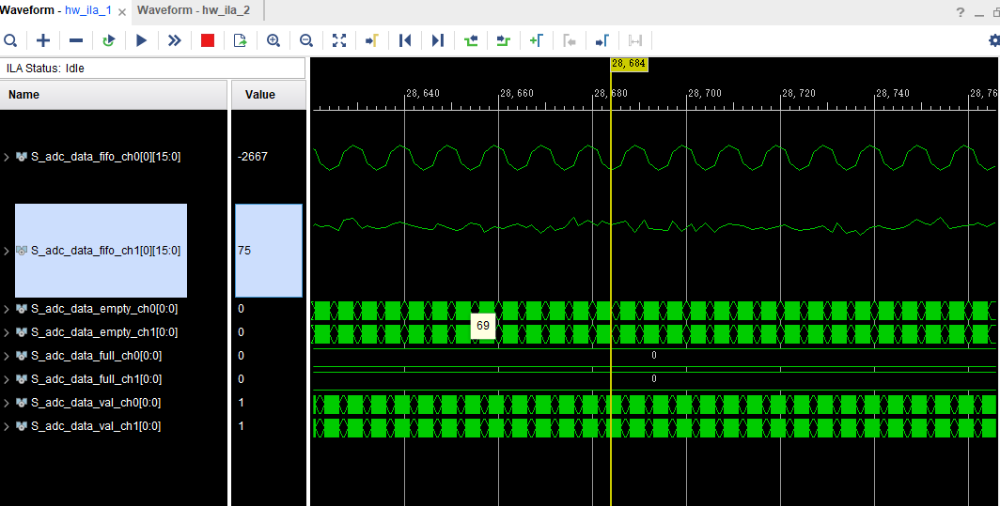 Waveform - hw_ila_1 × Waveform - hw_ila_2
?
ILA Status: Idle
28,684
Name Value
28,640 28,660 28,680 28,700 28,720 28,740 28,76
S_adc_data_fifo_ch0[0][15:0] -2667
S_adc_data_fifo_ch1[0][15:0] 75
S_adc_data_empty_ch0[0:0] 0
69
S_adc_data_empty_ch1[0:0] 0
S_adc_data_full_ch0[0:0] 0 0
S_adc_data_full_ch1[0:0] 0 0
S_adc_data_val_ch0[0:0] 1
S_adc_data_val_ch1[0:0] 1